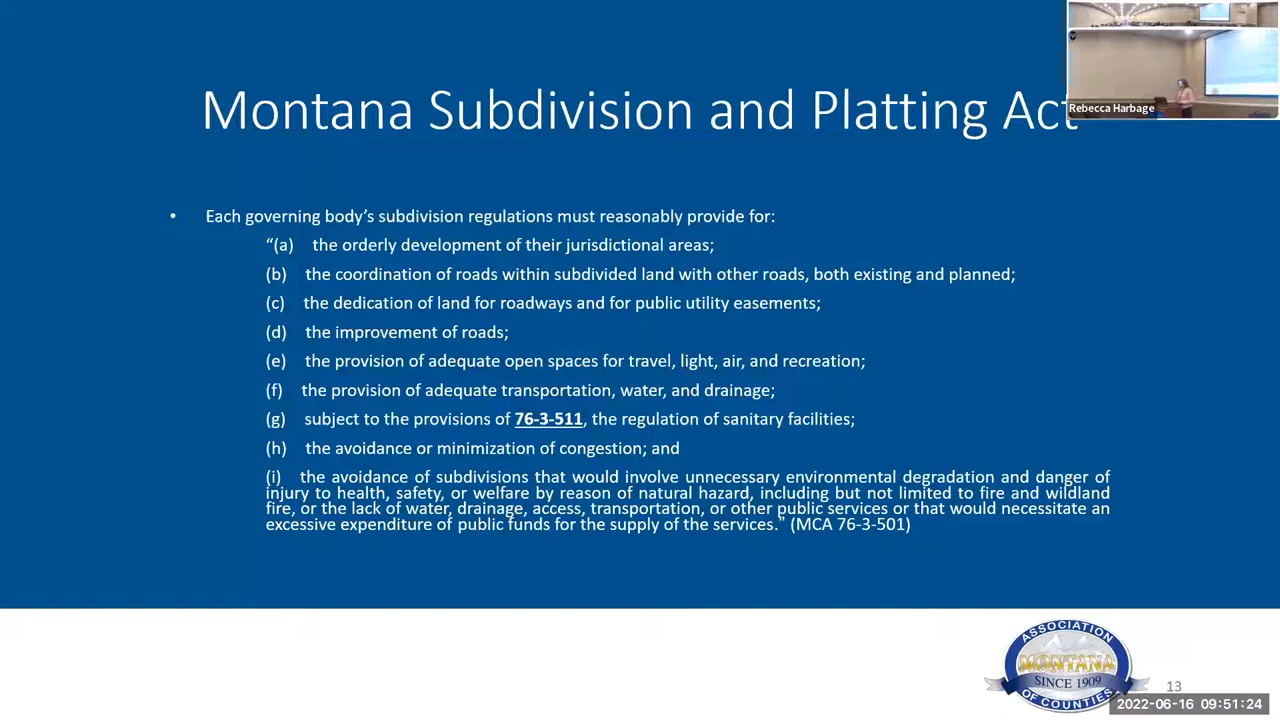 Rebecca Harbage
Montana Subdivision and Platting Act
• Each governing body’s subdivision regulations must reasonably provide for:
“(a) the orderly development of their jurisdictional areas;
(b) the coordination of roads within subdivided land with other roads, both existing and planned;
(c) the dedication of land for roadways and for public utility easements;
(d) the improvement of roads;
(e) the provision of adequate open spaces for travel, light, air, and recreation;
(f) the provision of adequate transportation, water, and drainage;
(g) subject to the provisions of 76-3-511, the regulation of sanitary facilities;
(h) the avoidance or minimization of congestion; and
(i) the avoidance of subdivisions that would involve unnecessary environmental degradation and danger of
injury to health, safety, or welfare by reason of natural hazard, including but not limited to fire and wildland
fire, or the lack of water, drainage, access, transportation, or other public services or that would necessitate an
excessive expenditure of public funds for the supply of the services.” (MCA 76-3-501)
ASSOCIATION
MONTANA
SINCE 1909
OF COUNTIES
13
2022-06-16 09:51:24